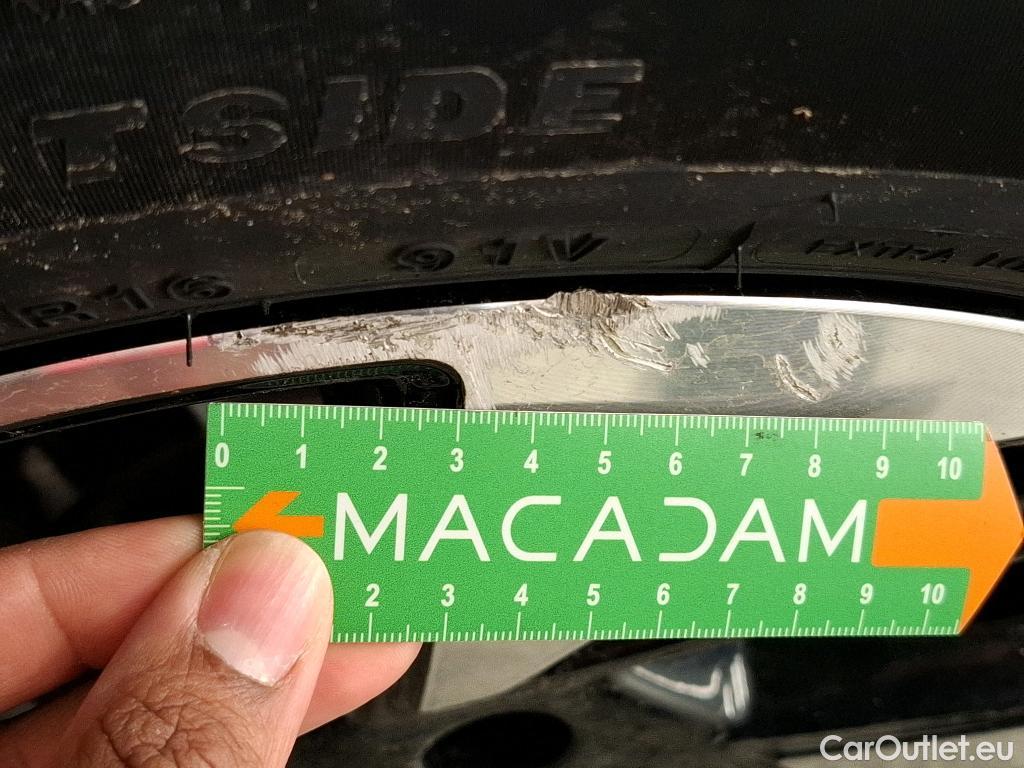 TSIDE
R16 91V EXTRA
0 1 2 3 4 5 6 7 8 9 10
MACADAM
2 3 4 5 6 7 8 9 10
CarOutlet.eu